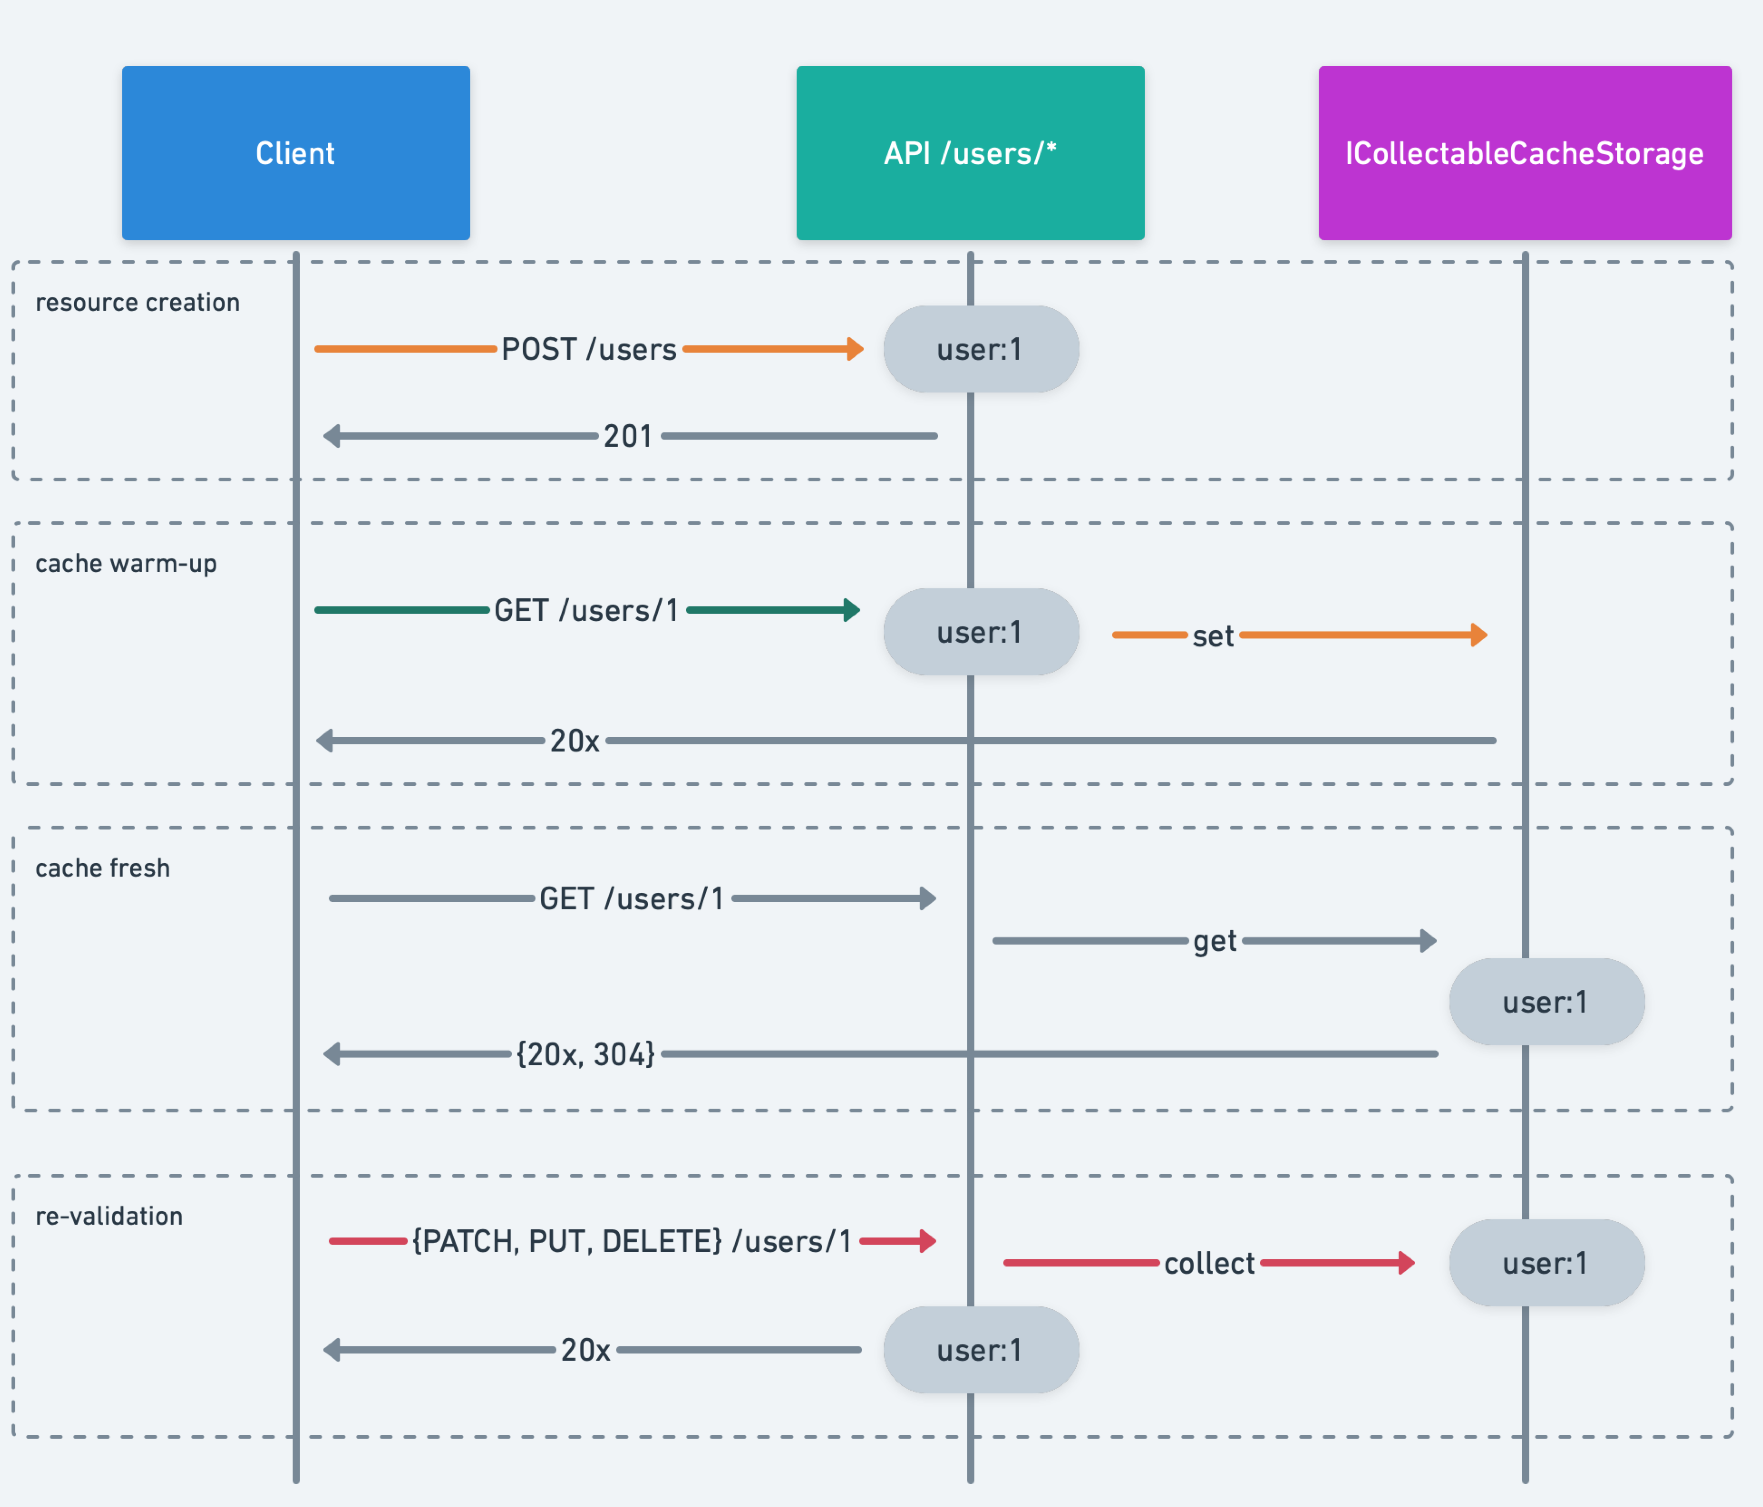 Client
API /users/*
ICollectableCacheStorage
resource creation
POST /users
user:1
201
cache warm-up
GET /users/1
user:1
set
20x
cache fresh
GET /users/1
get
user:1
{20x, 304}
re-validation
{PATCH, PUT, DELETE} /users/1
collect
user:1
20x
user:1